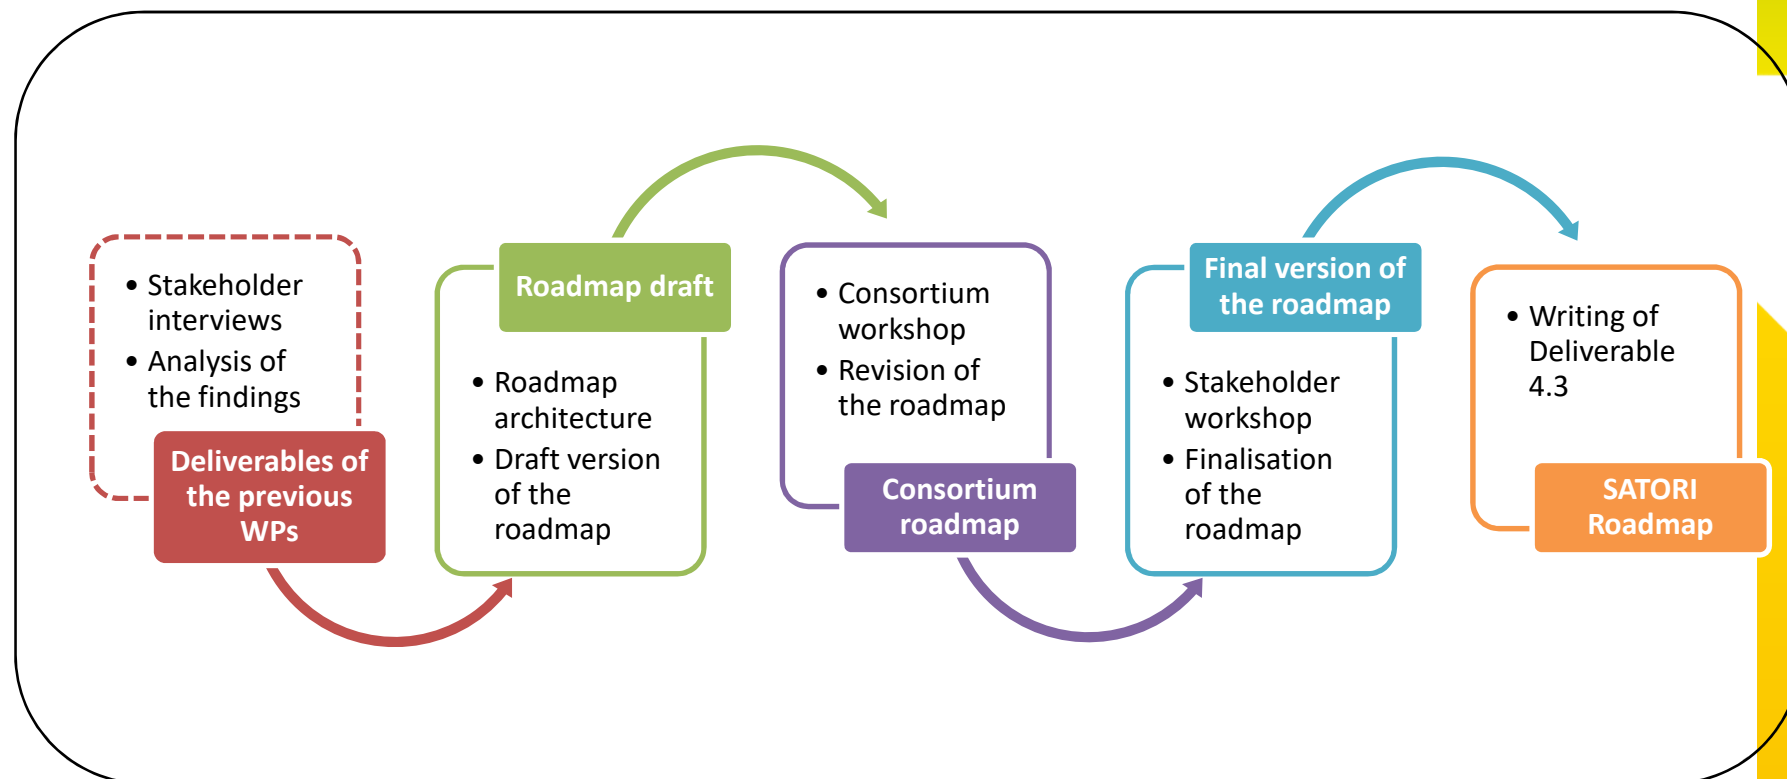 • Stakeholder
interviews
• Analysis of
the findings
Deliverables of
the previous
WPs
Roadmap draft
• Roadmap
architecture
• Draft version
of the
roadmap
• Consortium
workshop
• Revision of
the roadmap
Consortium
roadmap
Final version of
the roadmap
• Stakeholder
workshop
• Finalisation
of the
roadmap
• Writing of
Deliverable
4.3
SATORI
Roadmap